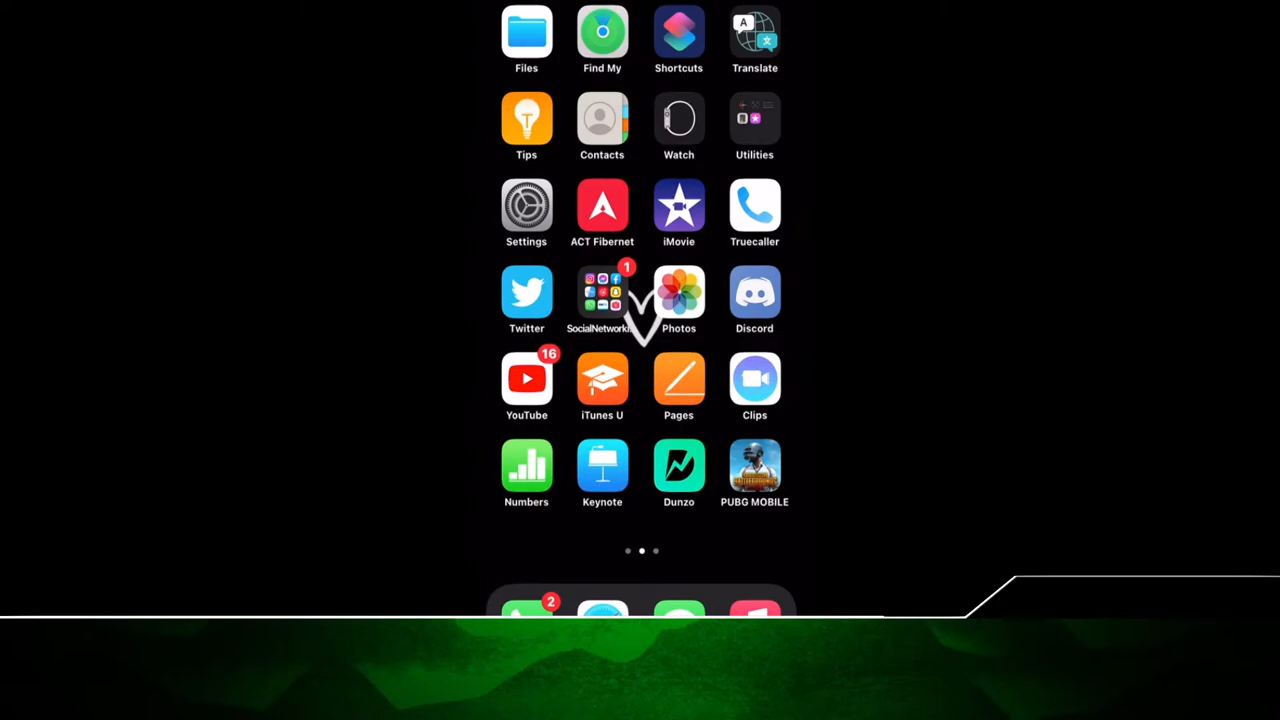 Files Find My Shortcuts Translate
Tips Contacts Watch Utilities
Settings ACT Fibernet iMovie Truecaller
1
Twitter SocialNetworki Photos Discord
16
YouTube iTunes U Pages Clips
Numbers Keynote Dunzo PUBG MOBILE
2